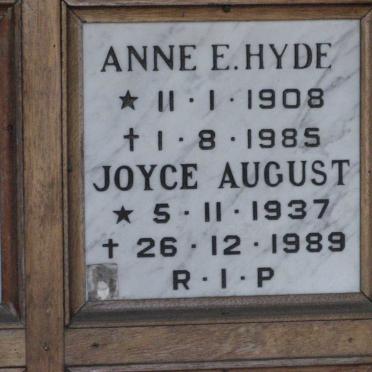 ANNE E. HYDE
★ 11 · 1 · 1908
✝ 1 · 8 · 1985
JOYCE AUGUST
★ 5 · 11 · 1937
✝ 26 · 12 · 1989
R · I · P